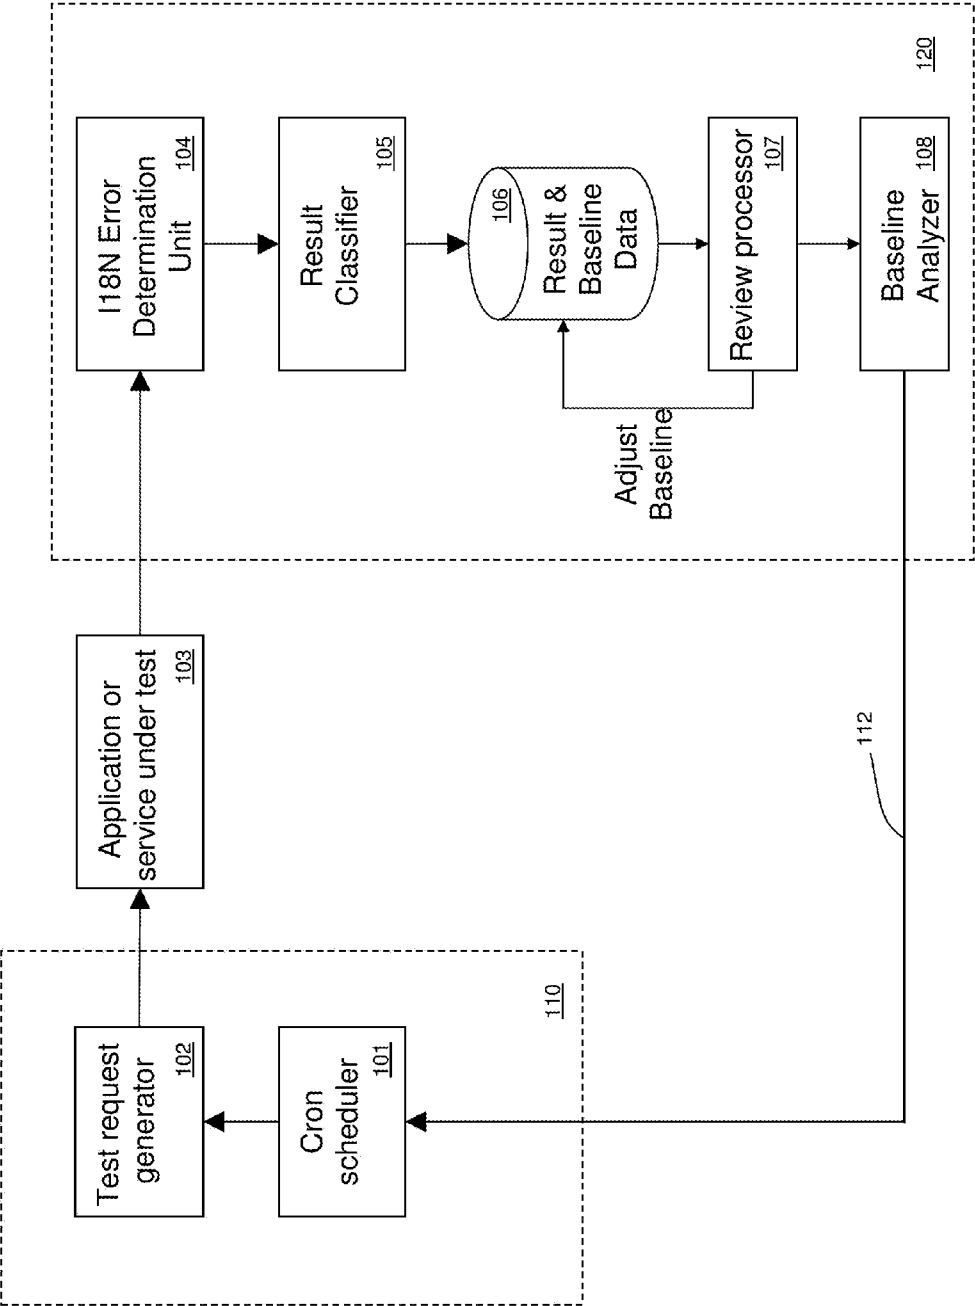 Test request
generator
102
Cron
scheduler
101
110
Application or
service under test
103
I18N Error
Determination
Unit
104
Result
Classifier
105
106
Result &
Baseline
Data
Adjust
Baseline
Review processor
107
Baseline
Analyzer
108
120
112